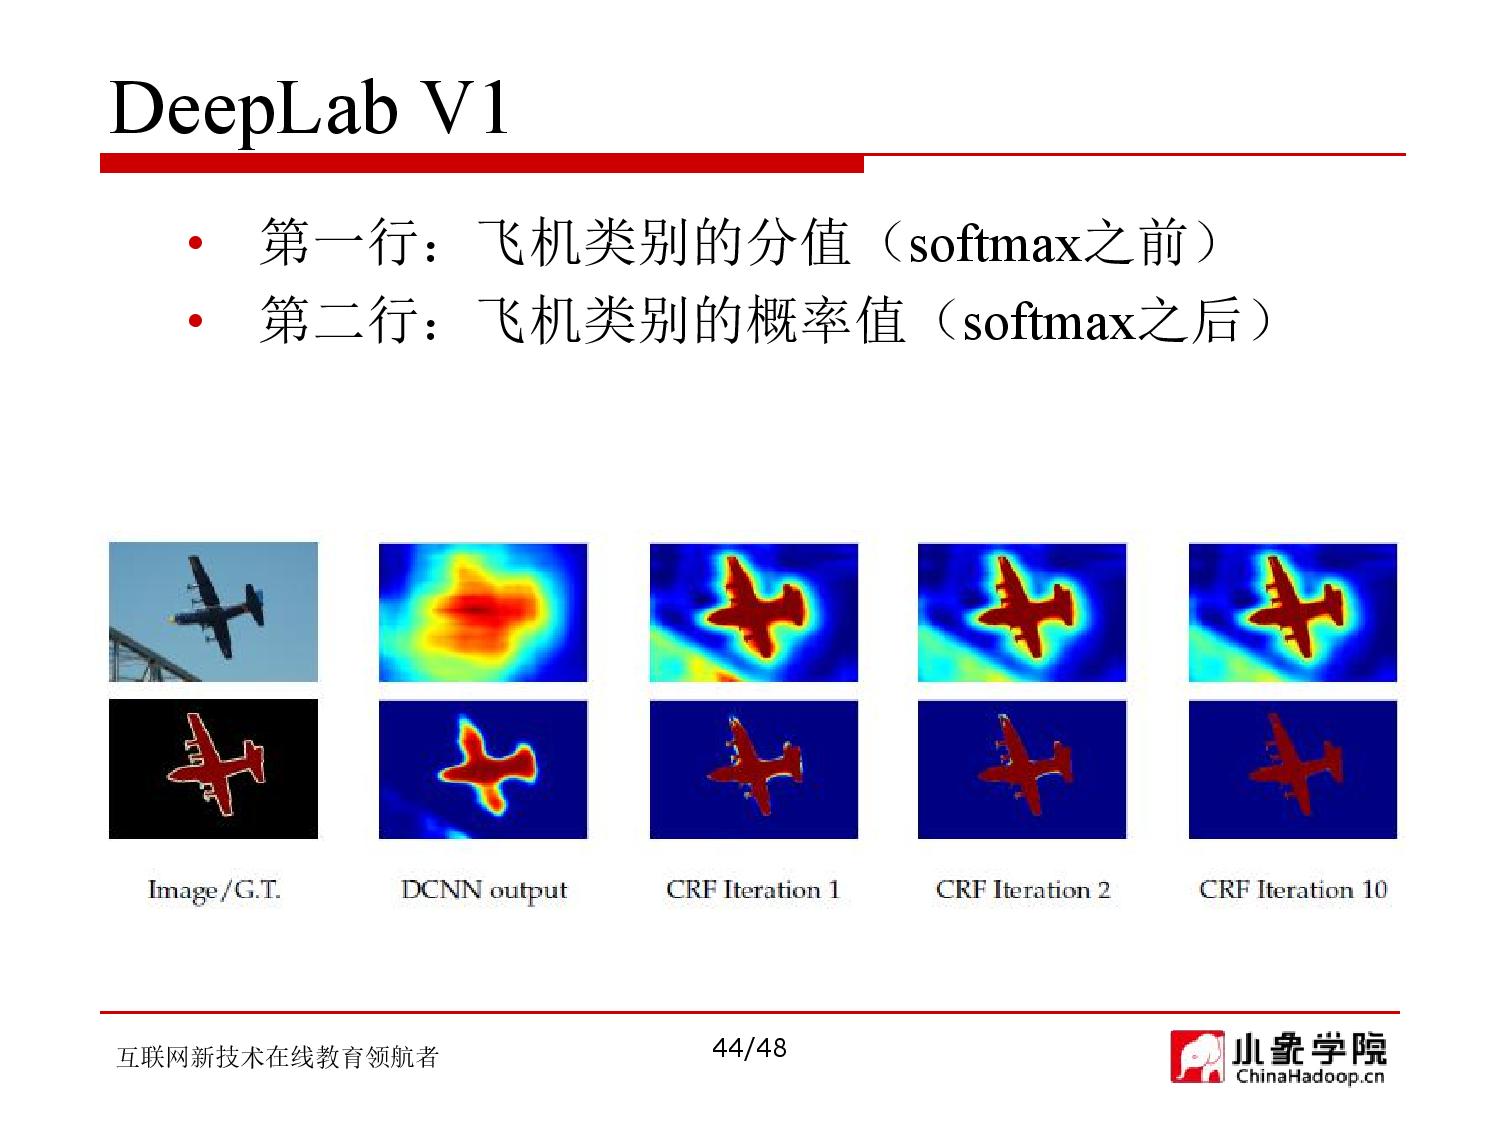 DeepLab V1
• 第一行：飞机类别的分值（softmax之前）
• 第二行：飞机类别的概率值（softmax之后）
Image/G.T. DCNN output CRF Iteration 1 CRF Iteration 2 CRF Iteration 10
互联网新技术在线教育领航者
44/48
小象学院
ChinaHadoop.cn